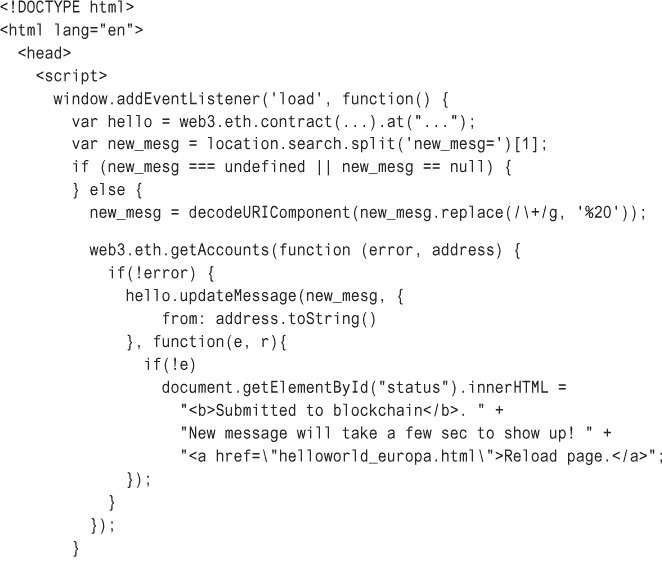 <!DOCTYPE html>
<html lang="en">
  <head>
    <script>
      window.addEventListener('load', function() {
        var hello = web3.eth.contract(...).at("...");
        var new_mesg = location.search.split('new_mesg=')[1];
        if (new_mesg === undefined || new_mesg == null) {
        } else {
          new_mesg = decodeURIComponent(new_mesg.replace(/\+/g, '%20'));

          web3.eth.getAccounts(function (error, address) {
            if(!error) {
              hello.updateMessage(new_mesg, {
                  from: address.toString()
              }, function(e, r){
                if(!e)
                  document.getElementById("status").innerHTML =
                    "<b>Submitted to blockchain</b>. " +
                    "New message will take a few sec to show up! " +
                    "<a href=\"helloworld_europa.html\">Reload page.</a>";
              });
            }
          });
        }